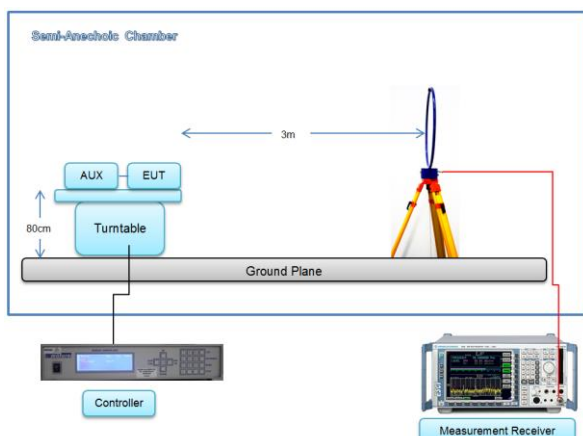 Semi-Anechoic Chamber
3m
AUX
EUT
80cm
Turntable
Ground Plane
Controller
Measurement Receiver